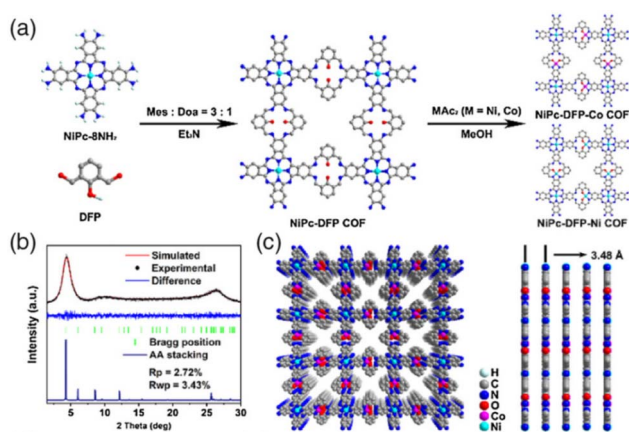 (a)
NiPc-8NH₂
DFP
Mes : Doa = 3 : 1
Et₃N
NiPc-DFP COF
MAc₂ (M = Ni, Co)
MeOH
NiPc-DFP-Co COF
NiPc-DFP-Ni COF
(b)
Intensity (a.u.)
Simulated
Experimental
Difference
Bragg position
AA stacking
Rp = 2.72%
Rwp = 3.43%
5
10
15
20
25
30
2 Theta (deg)
(c)
3.48 Å
H
C
N
O
Co
Ni